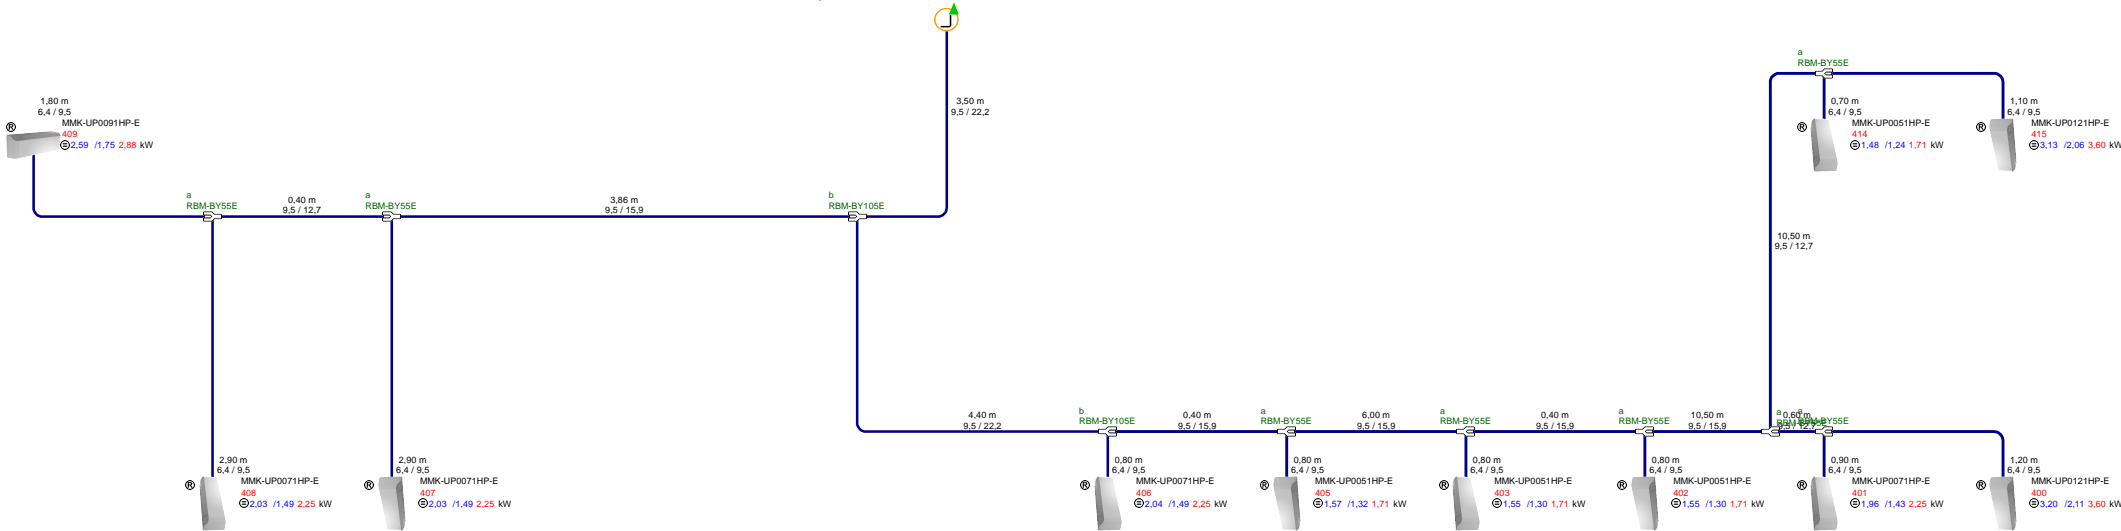 3,50 m
9,5 / 22,2
a
RBM-BY55E
0,70 m
6,4 / 9,5
® MMK-UP0051HP-E
414
1,48 /1,24 1,71 kW
1,10 m
6,4 / 9,5
® MMK-UP0121HP-E
415
3,13 /2,06 3,60 kW
1,80 m
6,4 / 9,5
® MMK-UP0091HP-E
409
2,59 /1,75 2,88 kW
a
RBM-BY55E
0,40 m
9,5 / 12,7
a
RBM-BY55E
3,86 m
9,5 / 15,9
b
RBM-BY105E
10,50 m
9,5 / 12,7
4,40 m
9,5 / 22,2
b
RBM-BY105E
0,40 m
9,5 / 15,9
a
RBM-BY55E
6,00 m
9,5 / 15,9
a
RBM-BY55E
0,40 m
9,5 / 15,9
a
RBM-BY55E
10,50 m
9,5 / 15,9
a
0,60 m
a
RBM-BY55E
2,90 m
6,4 / 9,5
® MMK-UP0071HP-E
408
2,03 /1,49 2,25 kW
2,90 m
6,4 / 9,5
® MMK-UP0071HP-E
407
2,03 /1,49 2,25 kW
0,80 m
6,4 / 9,5
® MMK-UP0071HP-E
406
2,04 /1,49 2,25 kW
0,80 m
6,4 / 9,5
® MMK-UP0051HP-E
405
1,57 /1,32 1,71 kW
0,80 m
6,4 / 9,5
® MMK-UP0051HP-E
403
1,55 /1,30 1,71 kW
0,80 m
6,4 / 9,5
® MMK-UP0051HP-E
402
1,55 /1,30 1,71 kW
0,90 m
6,4 / 9,5
® MMK-UP0071HP-E
401
1,96 /1,43 2,25 kW
1,20 m
6,4 / 9,5
® MMK-UP0121HP-E
400
3,20 /2,11 3,60 kW